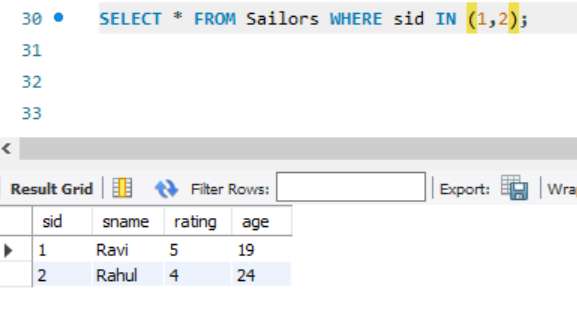 30 SELECT * FROM Sailors WHERE sid IN (1,2);
31
32
33
Result Grid Filter Rows: Export:
sid sname rating age
1 Ravi 5 19
2 Rahul 4 24